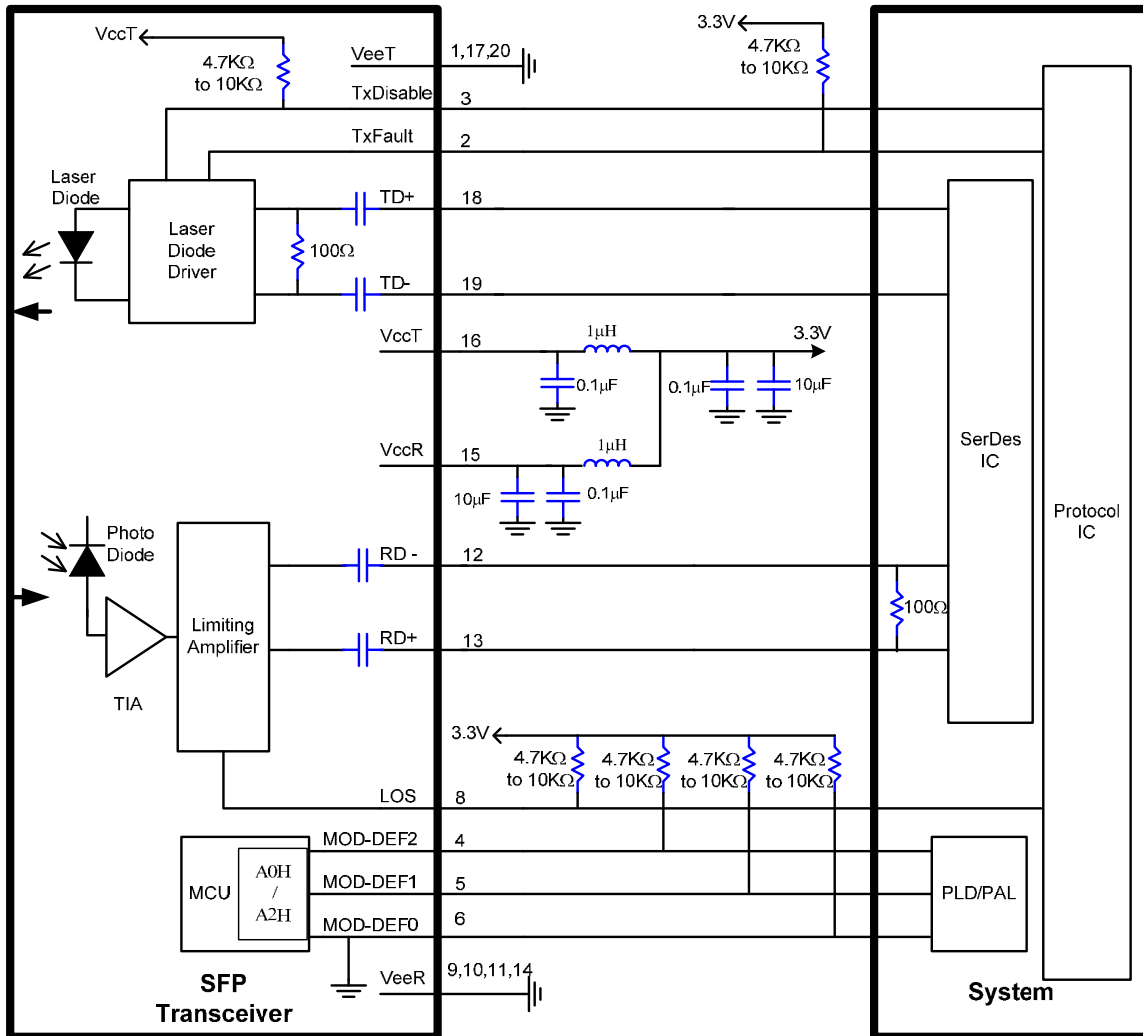 VccT
4.7KΩ
to 10KΩ
VeeT
1,17,20
3.3V
4.7KΩ
to 10KΩ
TxDisable
3
TxFault
2
Laser
Diode
Laser
Diode
Driver
100Ω
TD+
18
TD-
19
VccT
16
1μH
3.3V
0.1μF
0.1μF
10μF
VccR
15
1μH
10μF
0.1μF
SerDes
IC
Protocol
IC
Photo
Diode
TIA
Limiting
Amplifier
RD -
12
RD+
13
100Ω
3.3V
4.7KΩ
to 10KΩ
4.7KΩ
to 10KΩ
4.7KΩ
to 10KΩ
4.7KΩ
to 10KΩ
LOS
8
MCU
A0H
/
A2H
MOD-DEF2
4
MOD-DEF1
5
MOD-DEF0
6
PLD/PAL
VeeR
9,10,11,14
SFP
Transceiver
System